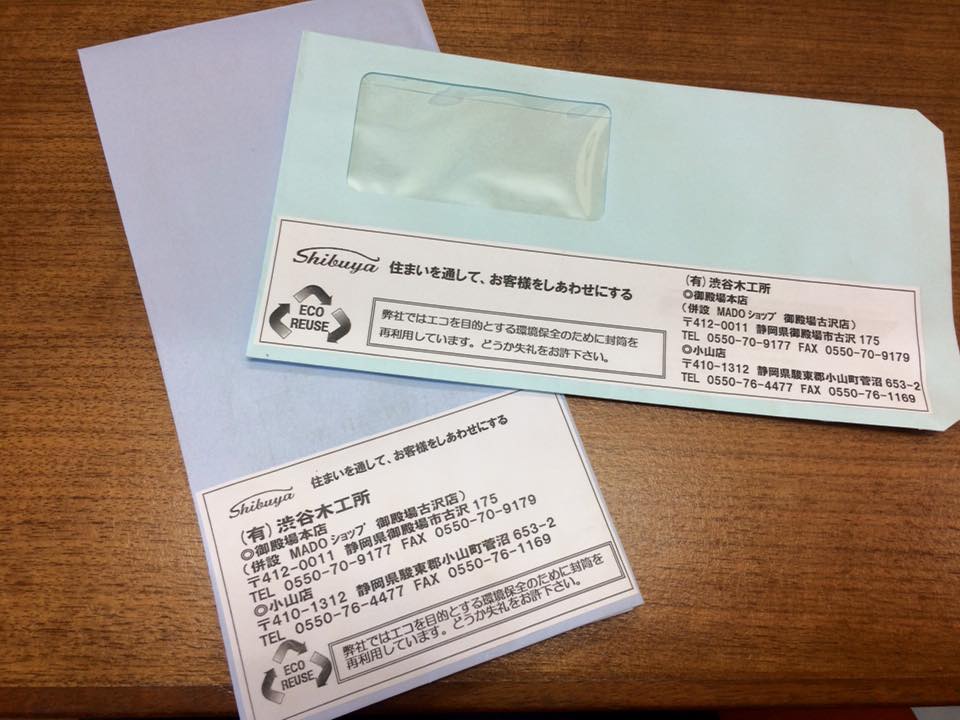 Shibuya 住まいを通して、お客様をしあわせにする
ECO
REUSE
弊社ではエコを目的とする環境保全のために封筒を
再利用しています。どうか失礼をお許下さい。
(有)渋谷木工所
◎御殿場本店
(併設 MADOショップ 御殿場古沢店)
〒412-0011 静岡県御殿場市古沢 175
TEL 0550-70-9177 FAX 0550-70-9179
◎小山店
〒410-1312 静岡県駿東郡小山町菅沼 653-2
TEL 0550-76-4477 FAX 0550-76-1169
Shibuya 住まいを通して、お客様をしあわせにする
(有)渋谷木工所
◎御殿場本店
(併設 MADOショップ 御殿場古沢店)
〒412-0011 静岡県御殿場市古沢 175
TEL 0550-70-9177 FAX 0550-70-9179
◎小山店
〒410-1312 静岡県駿東郡小山町菅沼 653-2
TEL 0550-76-4477 FAX 0550-76-1169
ECO
REUSE
弊社ではエコを目的とする環境保全のために封筒を
再利用しています。どうか失礼をお許下さい。